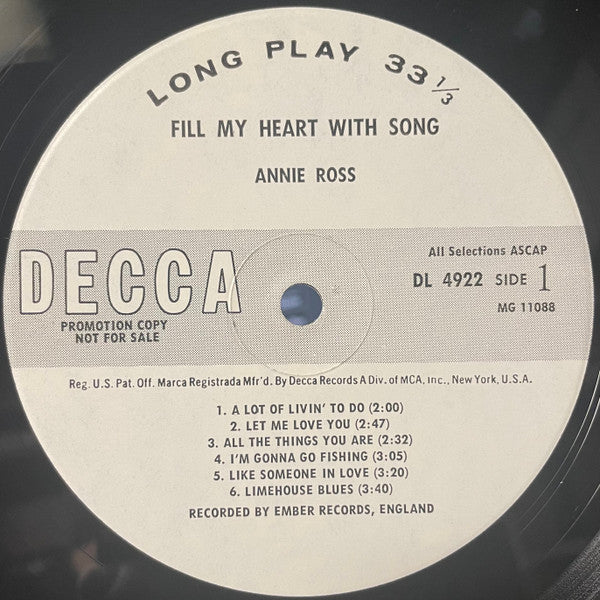 LONG PLAY 33 1/3
FILL MY HEART WITH SONG
ANNIE ROSS
DECCA
PROMOTION COPY
NOT FOR SALE
All Selections ASCAP
DL 4922 SIDE 1
MG 11088
Reg. U.S. Pat. Off. Marca Registrada Mfr'd. By Decca Records A Div. of MCA, Inc., New York, U.S.A.
1. A LOT OF LIVIN' TO DO (2:00)
2. LET ME LOVE YOU (2:47)
3. ALL THE THINGS YOU ARE (2:32)
4. I'M GONNA GO FISHING (3:05)
5. LIKE SOMEONE IN LOVE (3:20)
6. LIMEHOUSE BLUES (3:40)
RECORDED BY EMBER RECORDS, ENGLAND